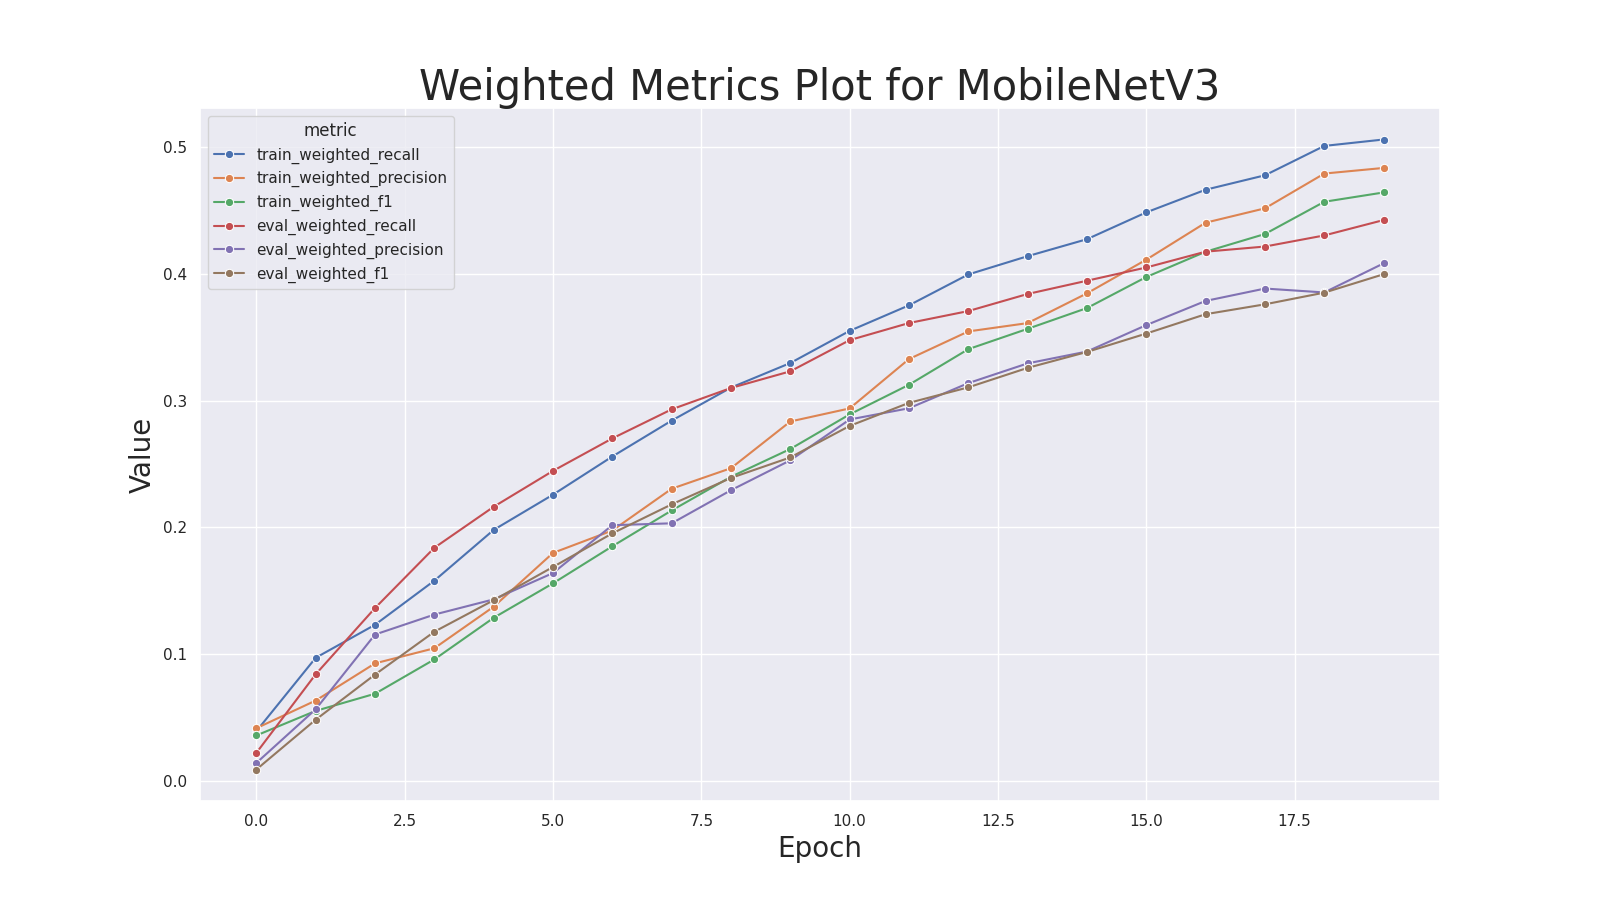 Weighted Metrics Plot for MobileNetV3
metric
train_weighted_recall
train_weighted_precision
train_weighted_f1
eval_weighted_recall
eval_weighted_precision
eval_weighted_f1
0.5
0.4
0.3
0.2
0.1
0.0
Value
0.0 2.5 5.0 7.5 10.0 12.5 15.0 17.5
Epoch